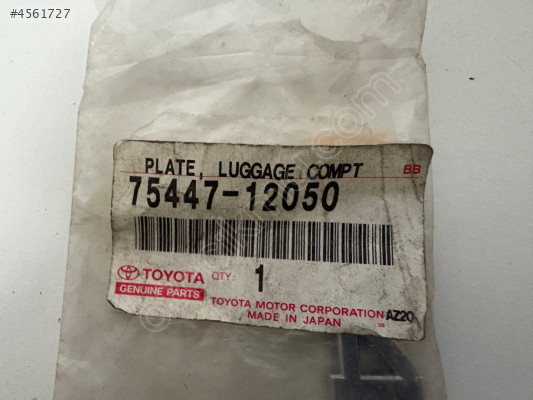 #4561727
PLATE, LUGGAGE COMPT BB
75447-12050
TOYOTA QTY: 1
GENUINE PARTS
TOYOTA MOTOR CORPORATION AZ20
MADE IN JAPAN